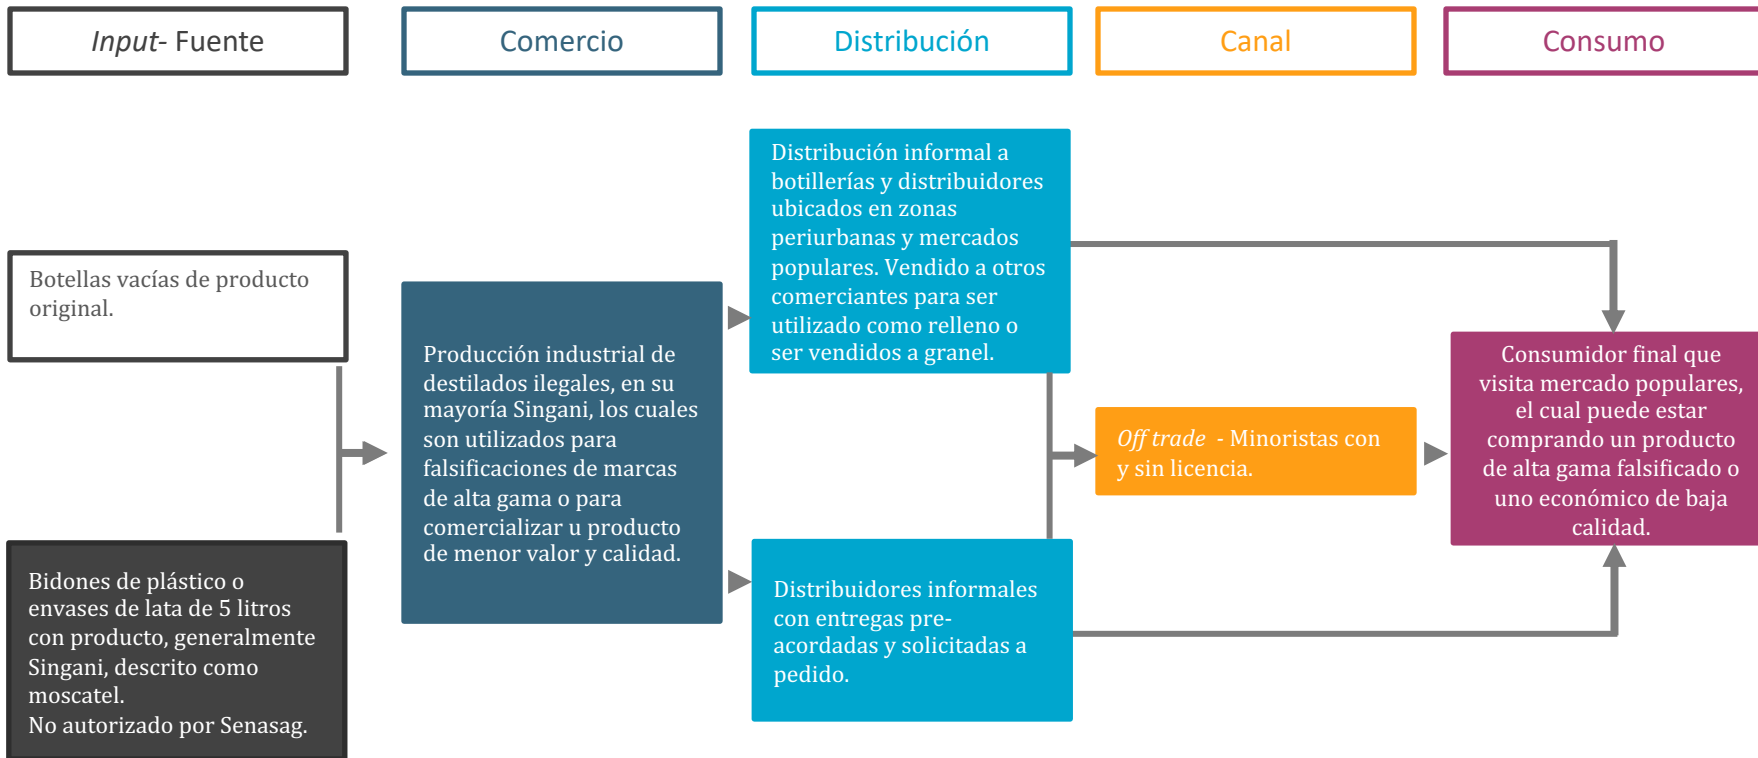 Input- Fuente
Comercio
Distribución
Canal
Consumo
Botellas vacías de producto
original.
Bidones de plástico o
envases de lata de 5 litros
con producto, generalmente
Singani, descrito como
moscatel.
No autorizado por Senasag.
Producción industrial de
destilados ilegales, en su
mayoría Singani, los cuales
son utilizados para
falsificaciones de marcas
de alta gama o para
comercializar u producto
de menor valor y calidad.
Distribución informal a
botillerías y distribuidores
ubicados en zonas
periurbanas y mercados
populares. Vendido a otros
comerciantes para ser
utilizado como relleno o
ser vendidos a granel.
Distribuidores informales
con entregas pre-
acordadas y solicitadas a
pedido.
Off trade - Minoristas con
y sin licencia.
Consumidor final que
visita mercado populares,
el cual puede estar
comprando un producto
de alta gama falsificado o
uno económico de baja
calidad.